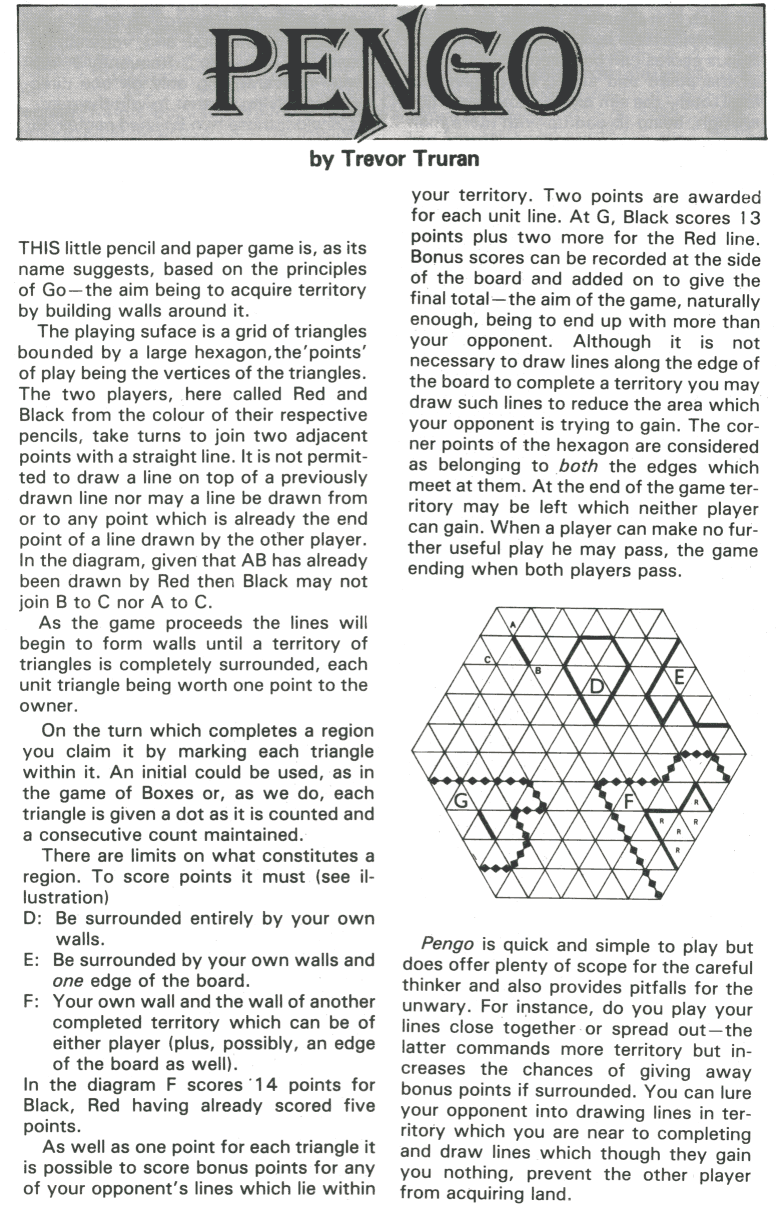 PENGO
by Trevor Truran
THIS little pencil and paper game is, as its
name suggests, based on the principles
of Go—the aim being to acquire territory
by building walls around it.
The playing suface is a grid of triangles
bounded by a large hexagon, the 'points'
of play being the vertices of the triangles.
The two players, here called Red and
Black from the colour of their respective
pencils, take turns to join two adjacent
points with a straight line. It is not permit-
ted to draw a line on top of a previously
drawn line nor may a line be drawn from
or to any point which is already the end
point of a line drawn by the other player.
In the diagram, given that AB has already
been drawn by Red then Black may not
join B to C nor A to C.
As the game proceeds the lines will
begin to form walls until a territory of
triangles is completely surrounded, each
unit triangle being worth one point to the
owner.
On the turn which completes a region
you claim it by marking each triangle
within it. An initial could be used, as in
the game of Boxes or, as we do, each
triangle is given a dot as it is counted and
a consecutive count maintained.
There are limits on what constitutes a
region. To score points it must (see il-
lustration)
D: Be surrounded entirely by your own
walls.
E: Be surrounded by your own walls and
one edge of the board.
F: Your own wall and the wall of another
completed territory which can be of
either player (plus, possibly, an edge
of the board as well).
In the diagram F scores 14 points for
Black, Red having already scored five
points.
As well as one point for each triangle it
is possible to score bonus points for any
of your opponent's lines which lie within
your territory. Two points are awarded
for each unit line. At G, Black scores 13
points plus two more for the Red line.
Bonus scores can be recorded at the side
of the board and added on to give the
final total—the aim of the game, naturally
enough, being to end up with more than
your opponent. Although it is not
necessary to draw lines along the edge of
the board to complete a territory you may
draw such lines to reduce the area which
your opponent is trying to gain. The cor-
ner points of the hexagon are considered
as belonging to both the edges which
meet at them. At the end of the game ter-
ritory may be left which neither player
can gain. When a player can make no fur-
ther useful play he may pass, the game
ending when both players pass.
A
C
B
D
E
G
F
R
R R R
R
R
Pengo is quick and simple to play but
does offer plenty of scope for the careful
thinker and also provides pitfalls for the
unwary. For instance, do you play your
lines close together or spread out—the
latter commands more territory but in-
creases the chances of giving away
bonus points if surrounded. You can lure
your opponent into drawing lines in ter-
ritory which you are near to completing
and draw lines which though they gain
you nothing, prevent the other player
from acquiring land.